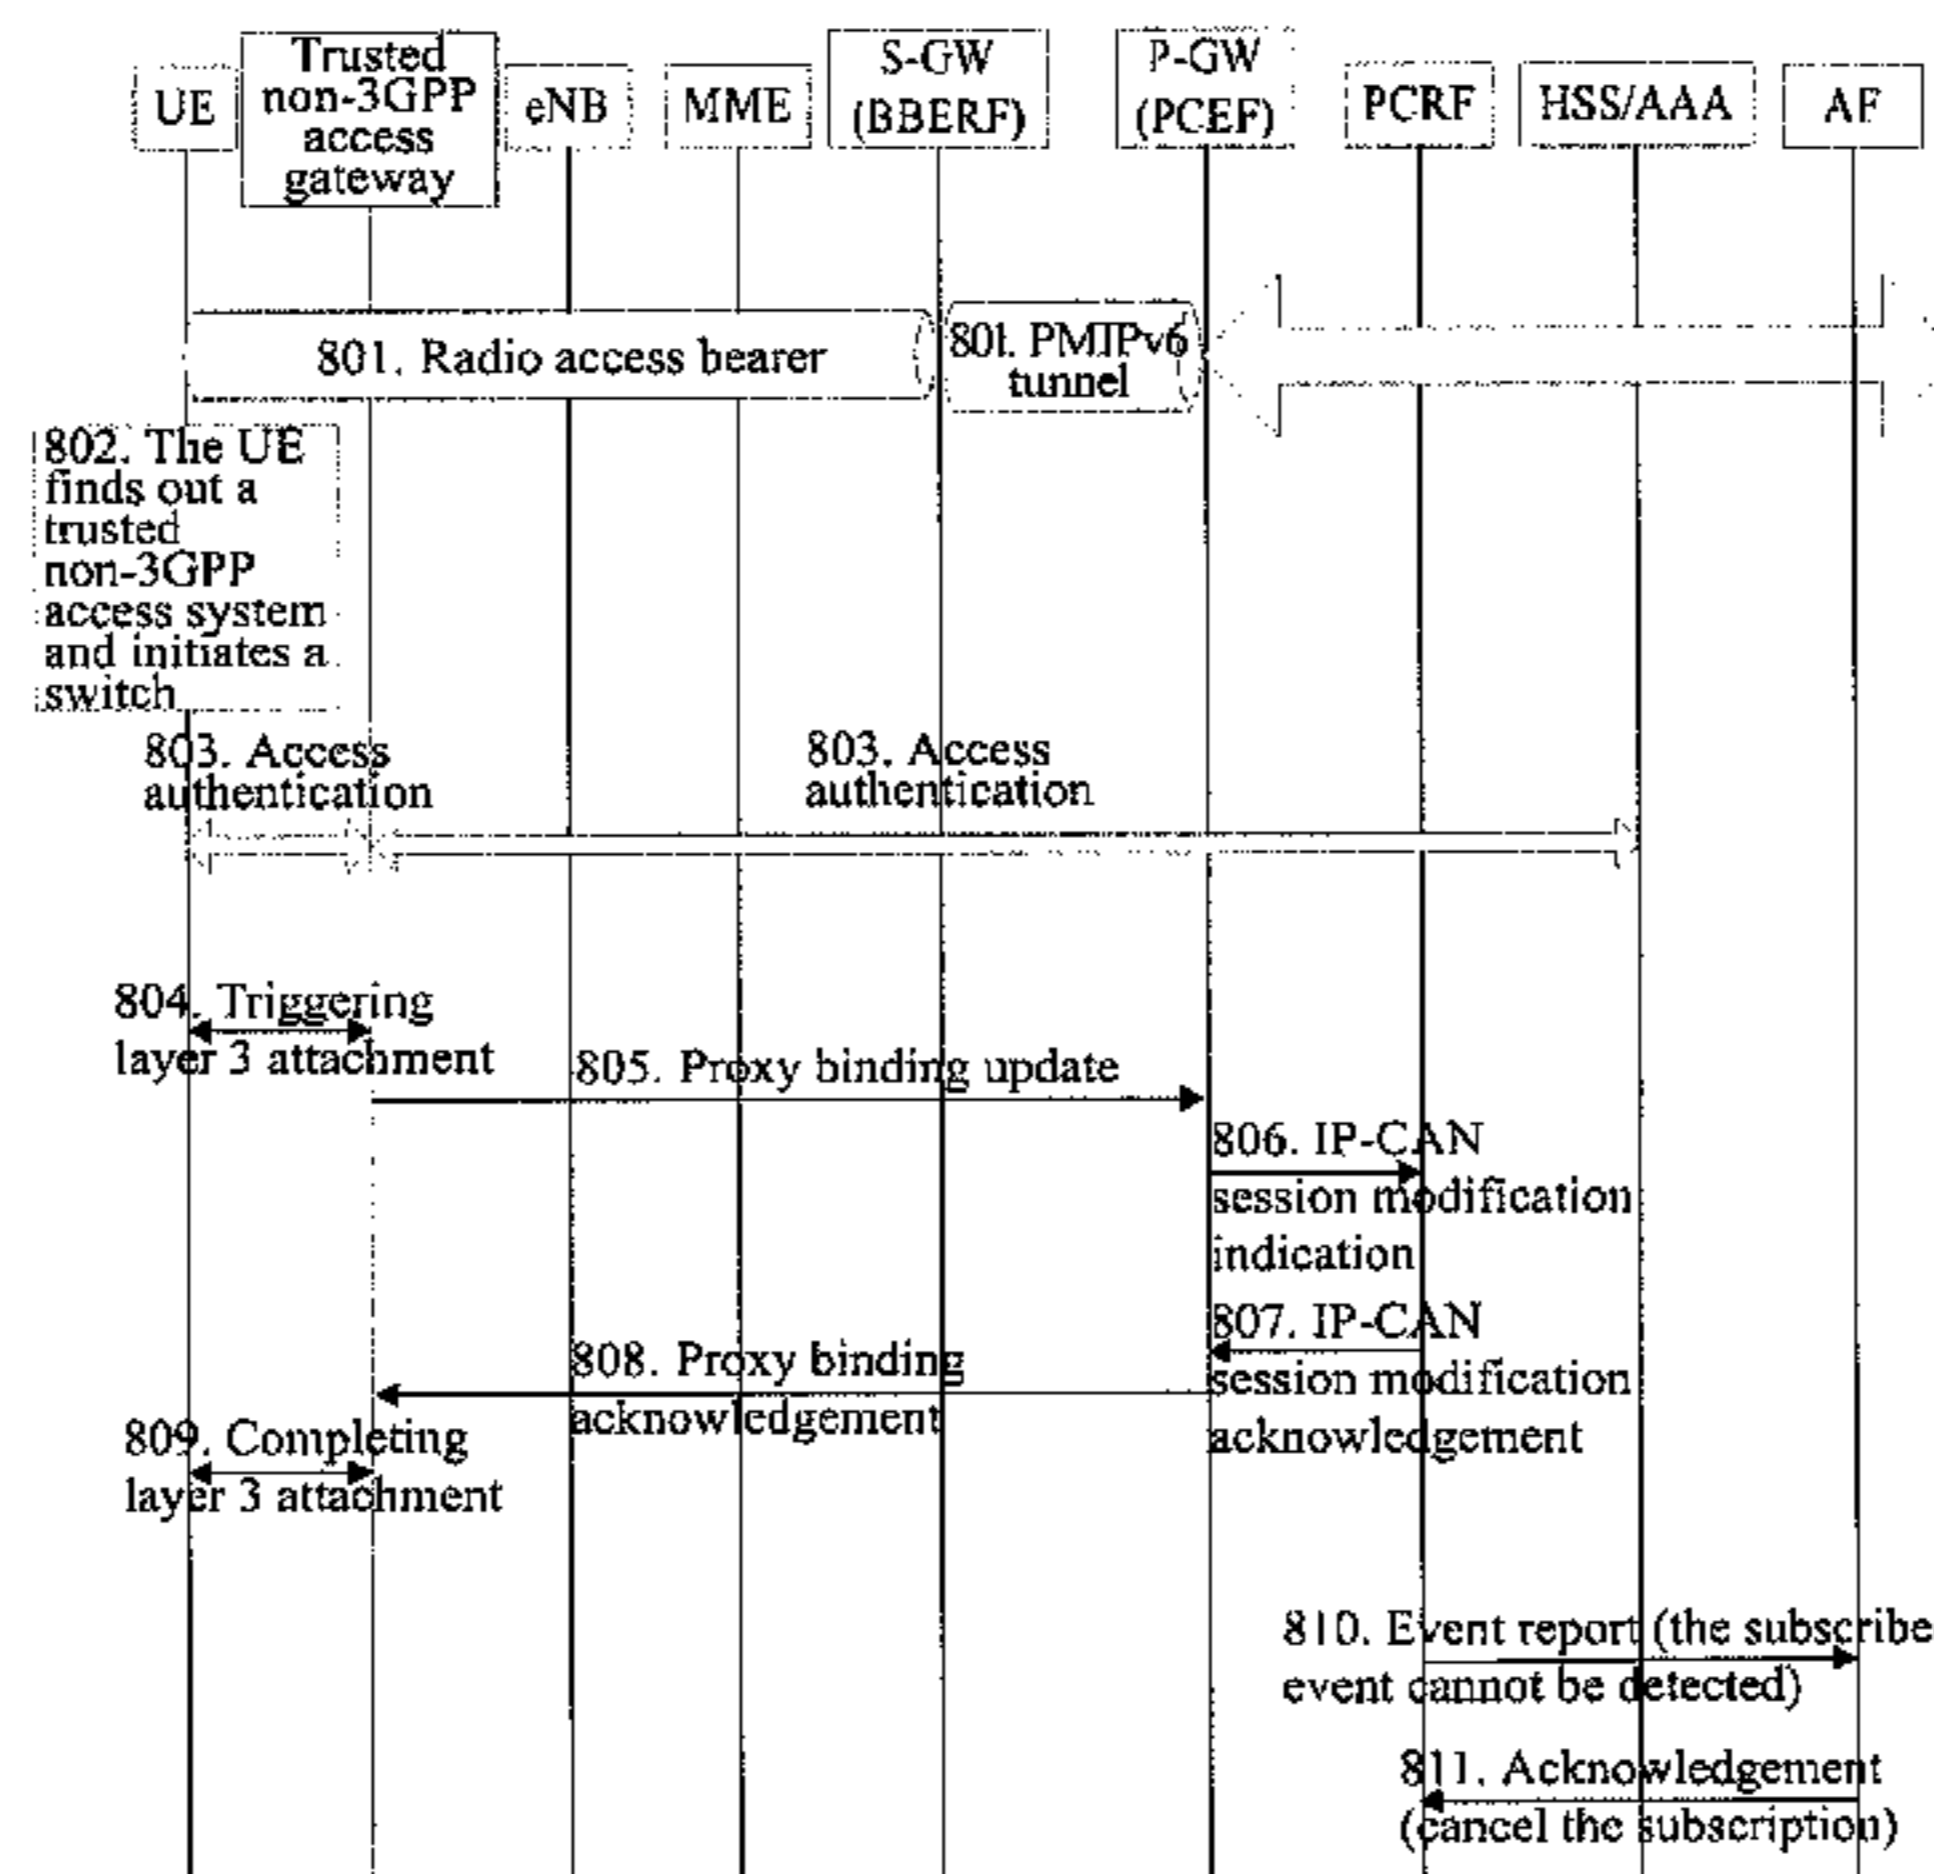 UE
Trusted
non-3GPP
access
gateway
eNB
MME
S-GW
(BBERF)
P-GW
(PCEF)
PCRF
HSS/AAA
AF
801. Radio access bearer
801. PMIPv6
tunnel
802. The UE
finds out a
trusted
non-3GPP
access system
and initiates a
switch
803. Access
authentication
803. Access
authentication
804. Triggering
layer 3 attachment
805. Proxy binding update
806. IP-CAN
session modification
indication
807. IP-CAN
session modification
acknowledgement
808. Proxy binding
acknowledgement
809. Completing
layer 3 attachment
810. Event report (the subscribe
event cannot be detected)
811. Acknowledgement
(cancel the subscription)